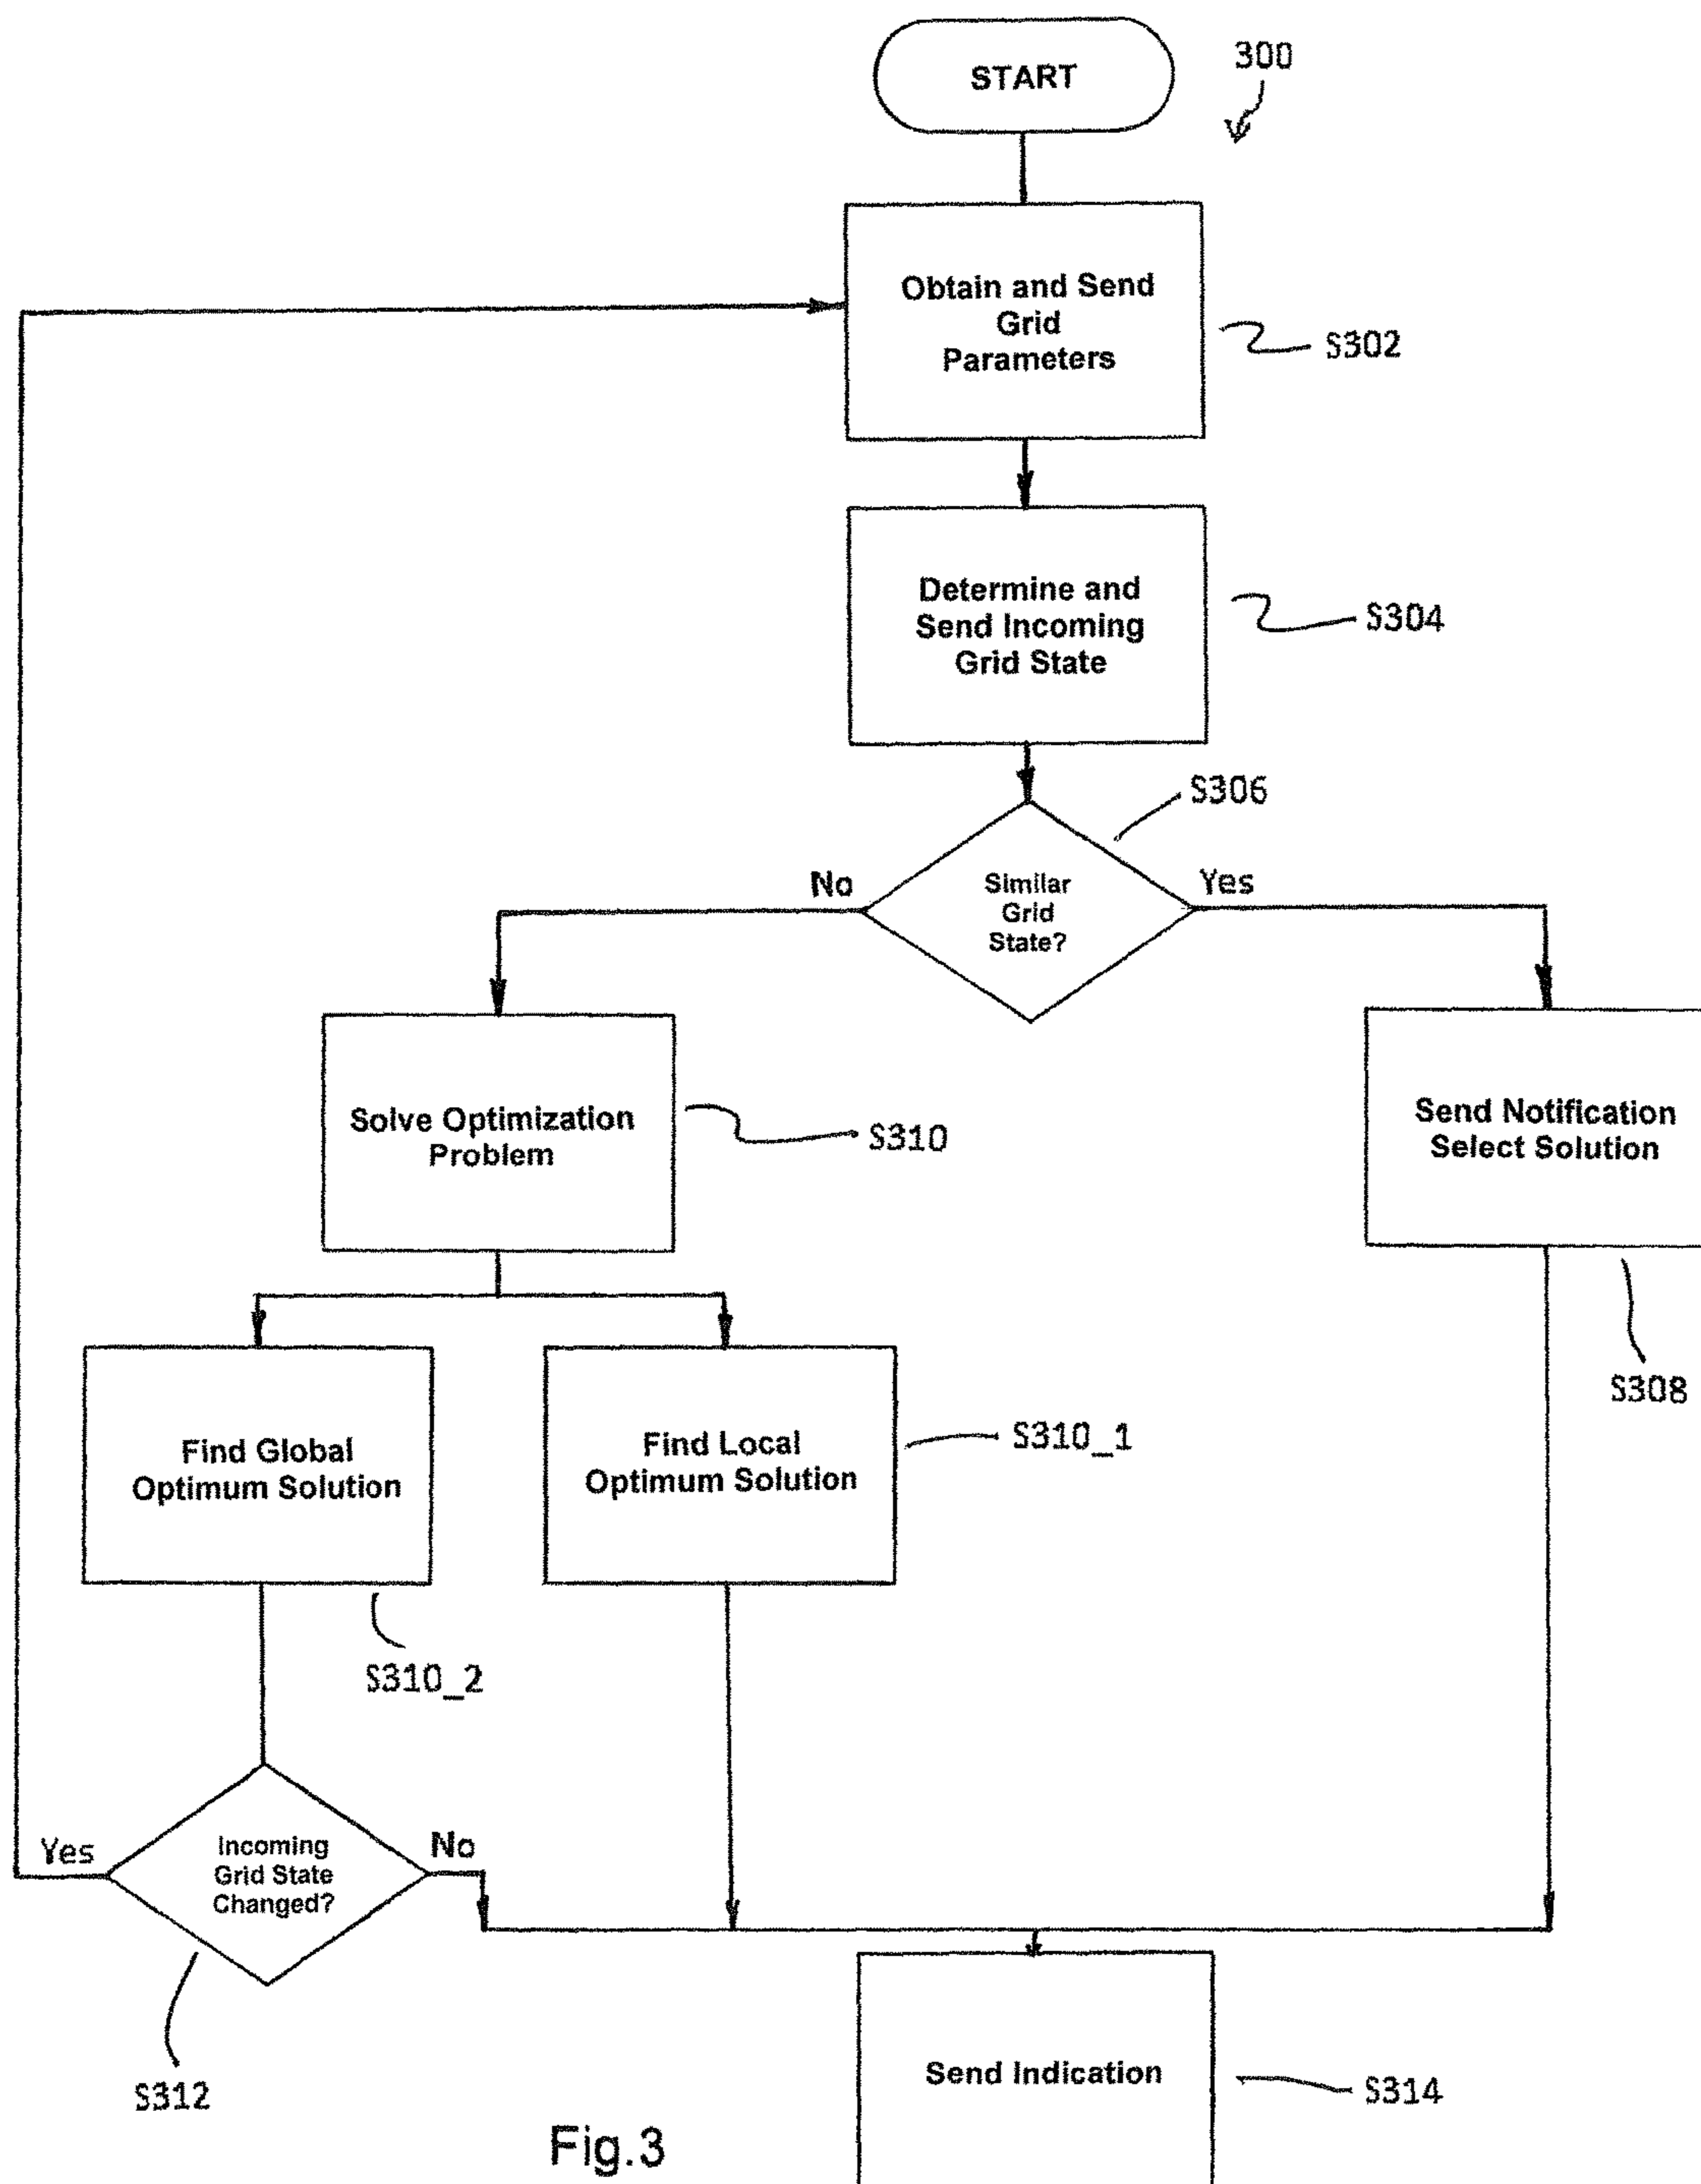 START
300
Obtain and Send
Grid
Parameters
S302
Determine and
Send Incoming
Grid State
S304
S306
No
Similar
Grid
State?
Yes
Solve Optimization
Problem
S310
Send Notification
Select Solution
S308
Find Global
Optimum Solution
Find Local
Optimum Solution
S310_1
S310_2
Yes
Incoming
Grid State
Changed?
No
S312
Send Indication
S314
Fig.3